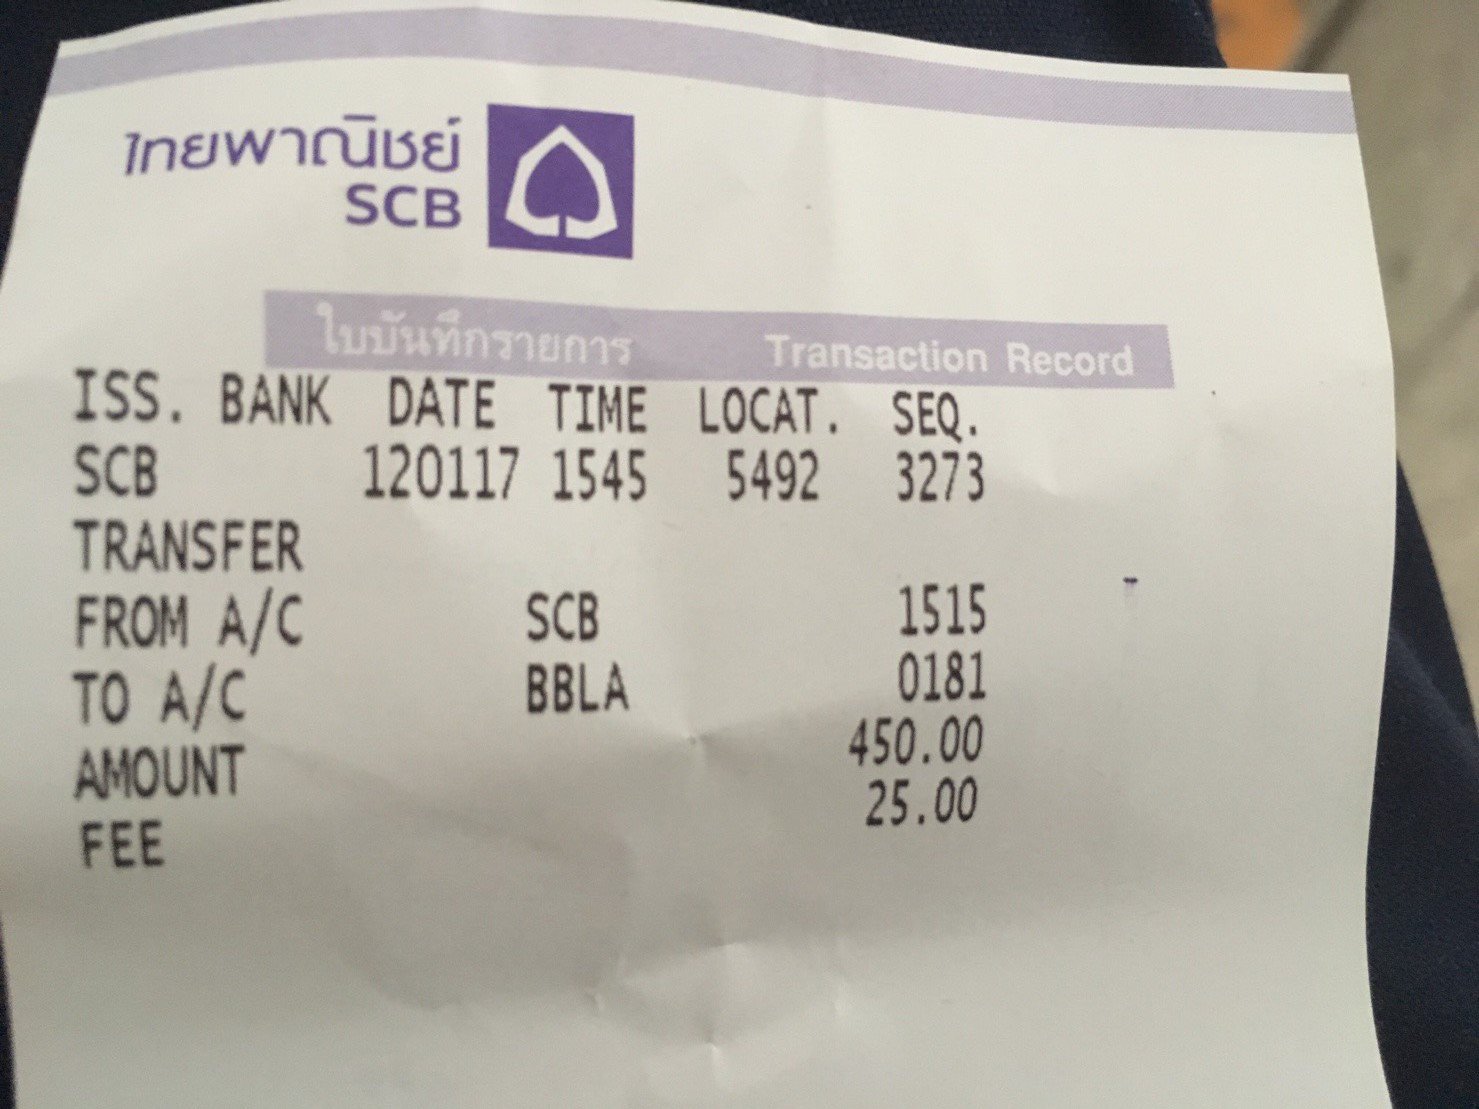 ไทยพาณิชย์
SCB
ใบบันทึกรายการ Transaction Record
ISS. BANK DATE TIME LOCAT. SEQ.
SCB 120117 1545 5492 3273
TRANSFER
FROM A/C SCB 1515
TO A/C BBLA 0181
AMOUNT 450.00
FEE 25.00